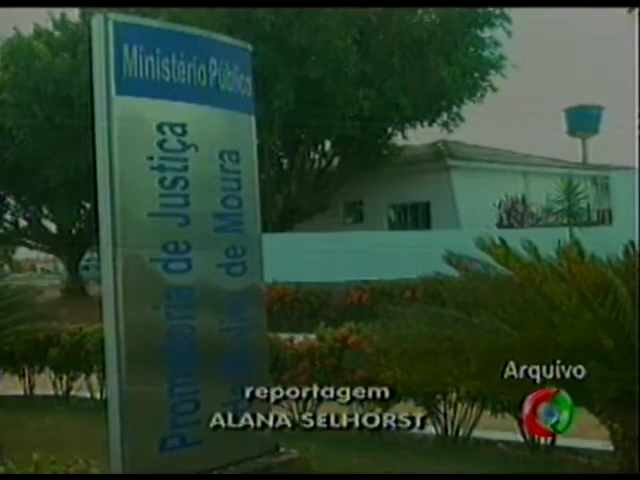 Ministério Público
Promotoria de Justiça
de Moura
Arquivo
reportagem
ALANA SELHORST